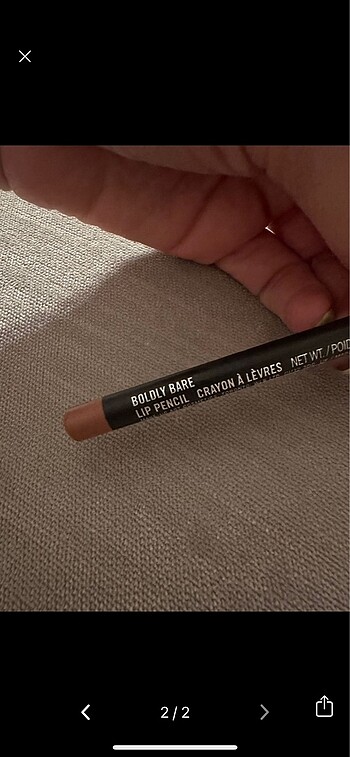 BOLDLY BARE
LIP PENCIL CRAYON À LÈVRES NET WT. / POID
2/2